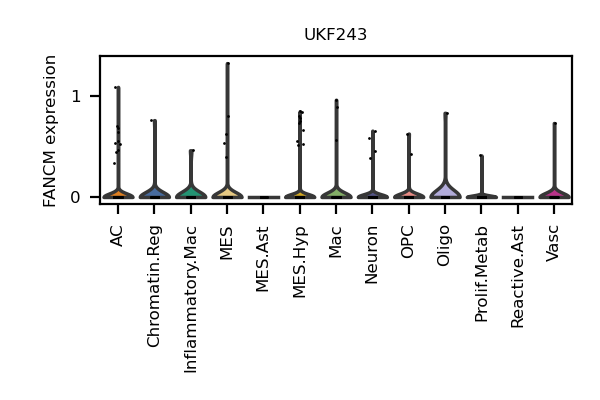 UKF243
FANCM expression
1
0
AC
Chromatin.Reg
Inflammatory.Mac
MES
MES.Ast
MES.Hyp
Mac
Neuron
OPC
Oligo
Prolif.Metab
Reactive.Ast
Vasc